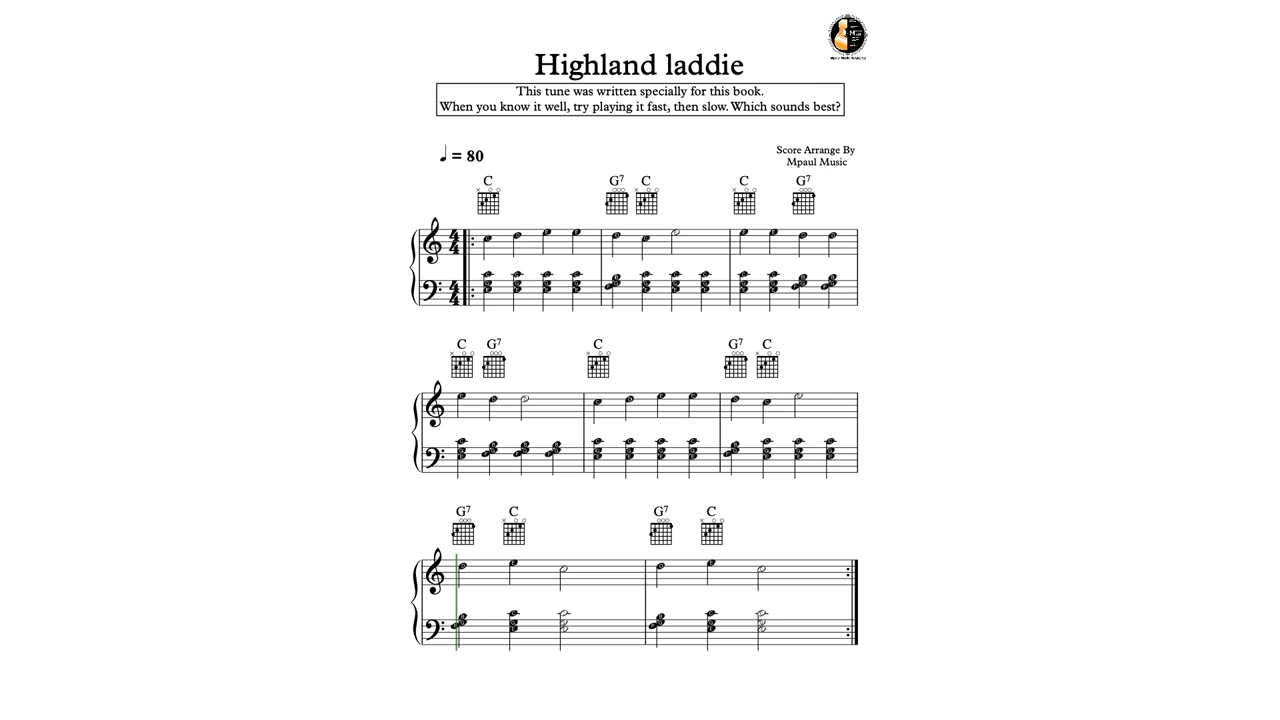 Highland laddie
This tune was written specially for this book.
When you know it well, try playing it fast, then slow. Which sounds best?
= 80
Score Arrange By
Mpaul Music
C G7 C C G7
C G7 C G7 C
G7 C G7 C